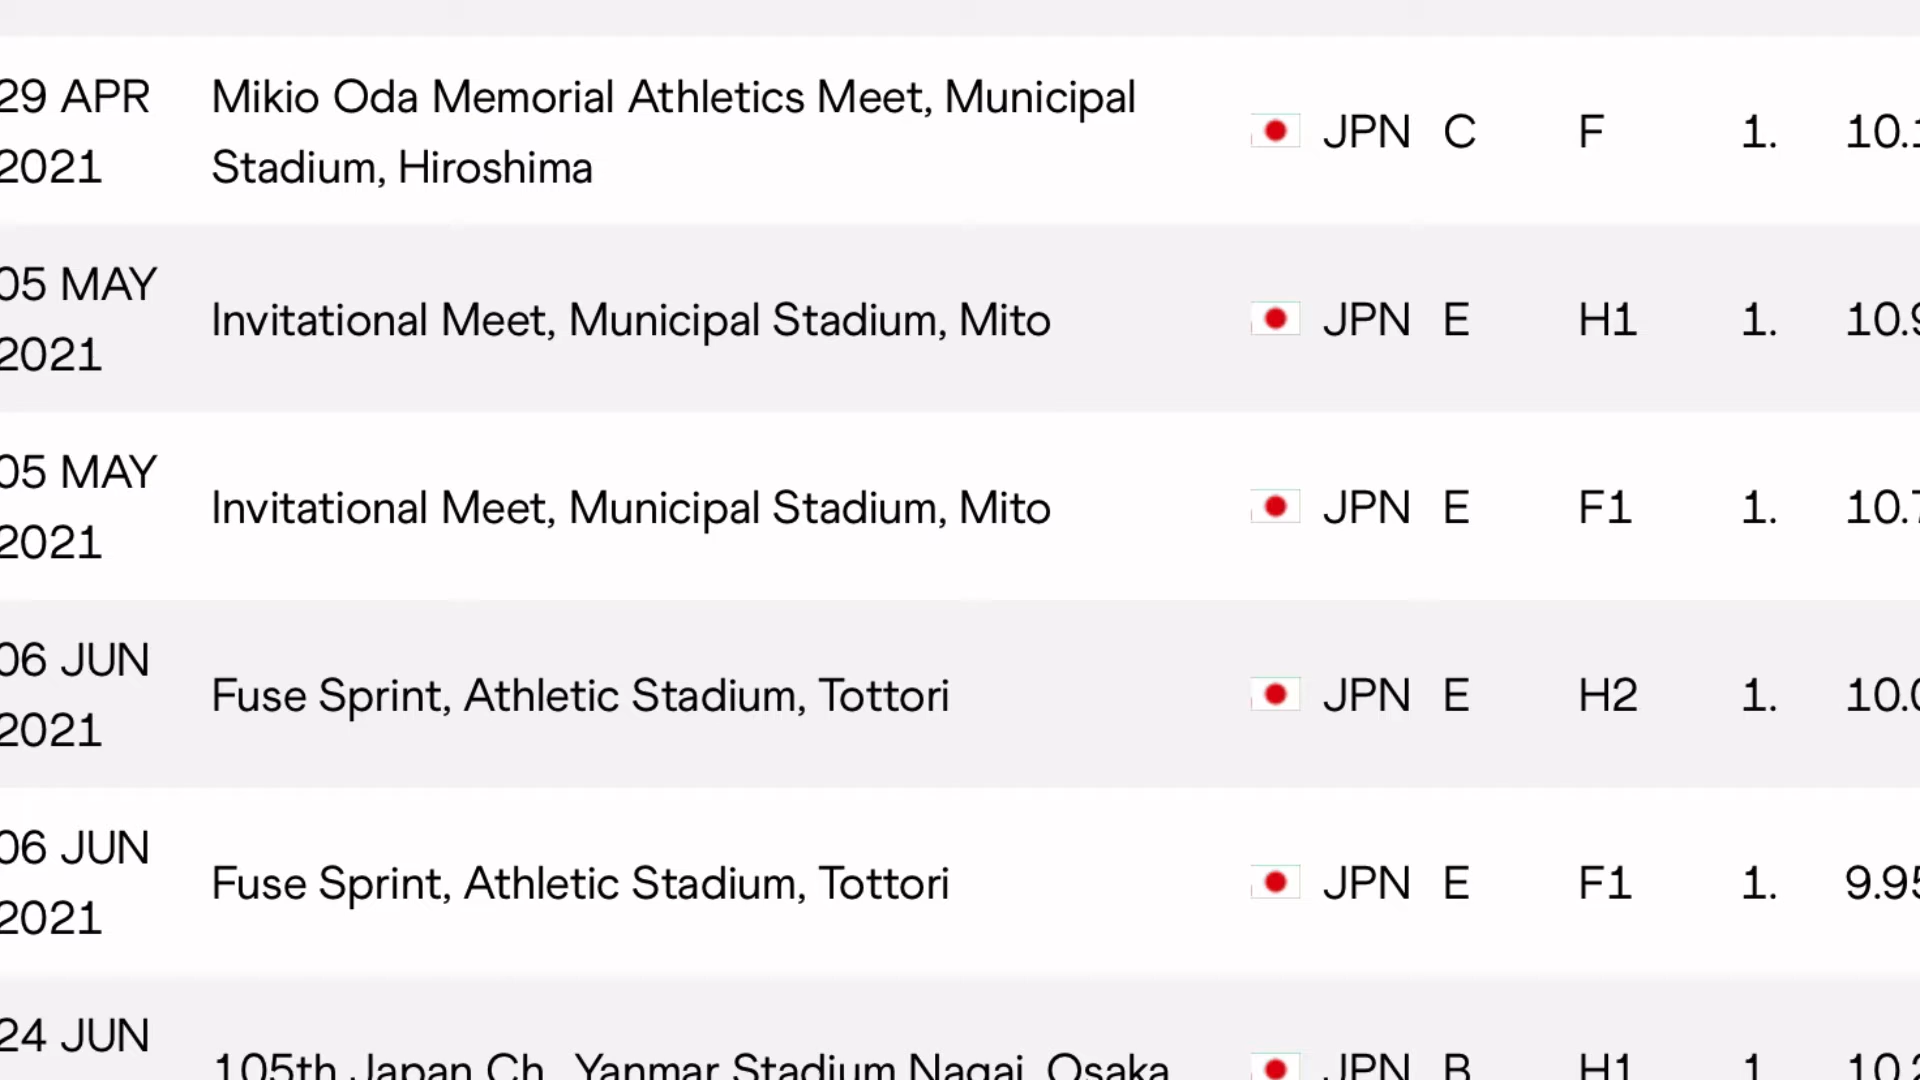 29 APR
2021
Mikio Oda Memorial Athletics Meet, Municipal
Stadium, Hiroshima
JPN C F 1. 10.1
05 MAY
2021
Invitational Meet, Municipal Stadium, Mito
JPN E H1 1. 10.9
05 MAY
2021
Invitational Meet, Municipal Stadium, Mito
JPN E F1 1. 10.7
06 JUN
2021
Fuse Sprint, Athletic Stadium, Tottori
JPN E H2 1. 10.0
06 JUN
2021
Fuse Sprint, Athletic Stadium, Tottori
JPN E F1 1. 9.95
24 JUN
105th Japan Ch., Yanmar Stadium Nagai, Osaka
JPN B H1 1. 10.2